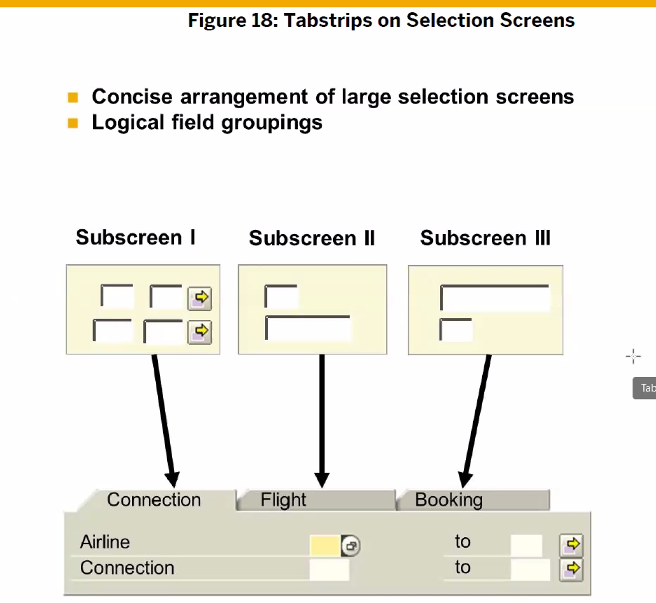 Figure 18: Tabstrips on Selection Screens
Concise arrangement of large selection screens
Logical field groupings
Subscreen I Subscreen II Subscreen III
Tab
Connection Flight Booking
Airline to
Connection to